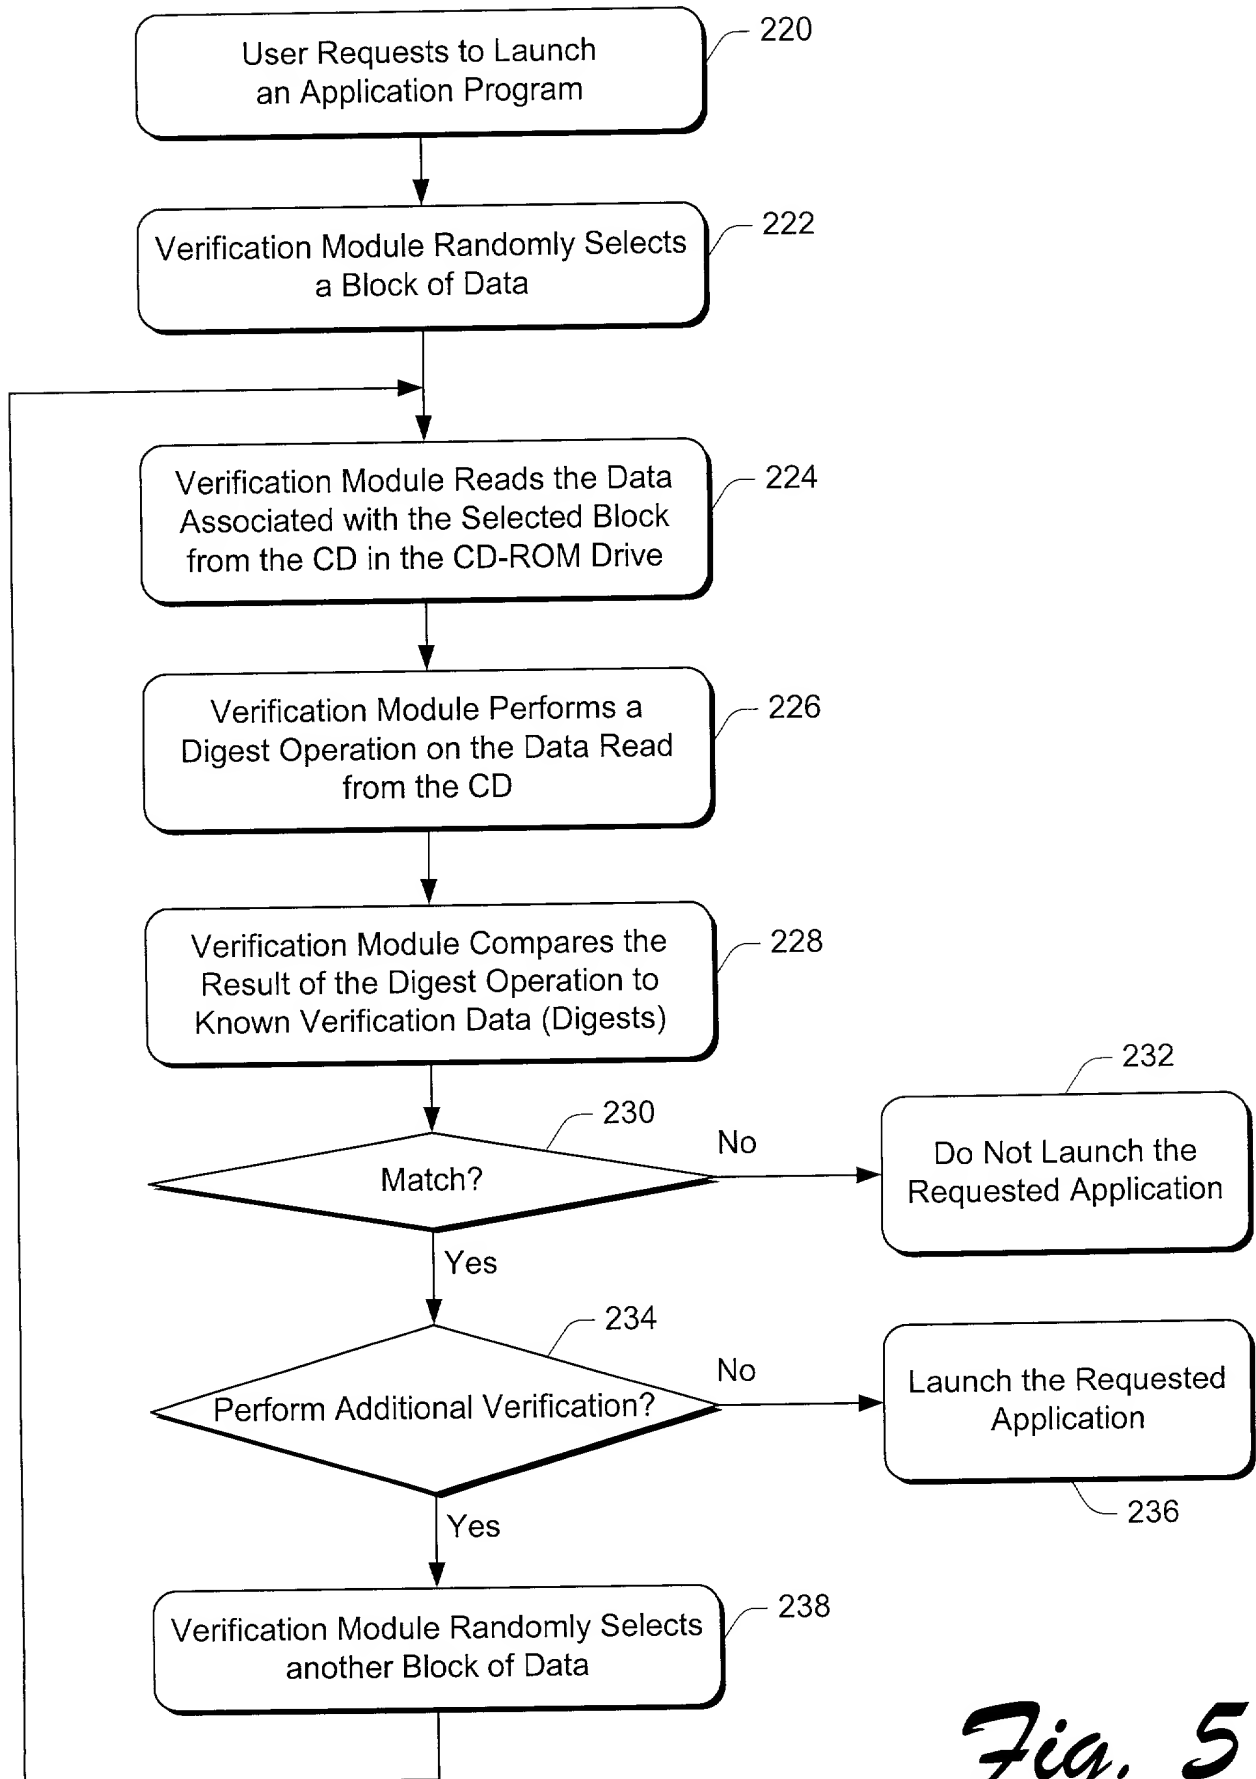 220
User Requests to Launch
an Application Program
222
Verification Module Randomly Selects
a Block of Data
224
Verification Module Reads the Data
Associated with the Selected Block
from the CD in the CD-ROM Drive
226
Verification Module Performs a
Digest Operation on the Data Read
from the CD
228
Verification Module Compares the
Result of the Digest Operation to
Known Verification Data (Digests)
230
Match?
No
232
Do Not Launch the
Requested Application
Yes
234
Perform Additional Verification?
No
Launch the Requested
Application
236
Yes
238
Verification Module Randomly Selects
another Block of Data
Fig. 5